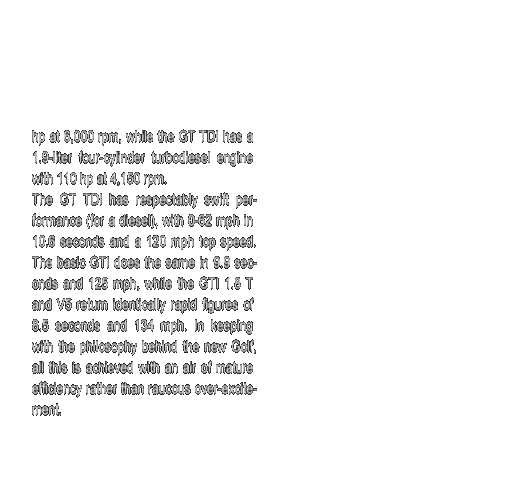 hp at 6,000 rpm, while the GT TDI has a
1.9-liter four-cylinder turbodiesel engine
with 110 hp at 4,150 rpm.
The GT TDI has respectably swift per-
formance (for a diesel), with 0-62 mph in
10.6 seconds and a 120 mph top speed.
The basic GTI does the same in 9.9 sec-
onds and 125 mph, while the GTI 1.8 T
and V5 return identically rapid figures of
8.5 seconds and 134 mph. In keeping
with the philosophy behind the new Golf,
all this is achieved with an air of mature
efficiency rather than raucous over-excite-
ment.